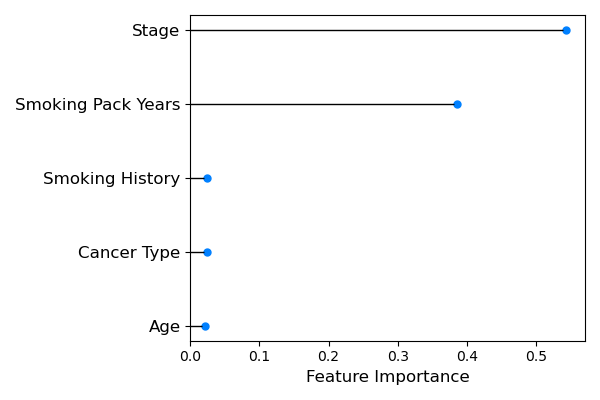 Stage
Smoking Pack Years
Smoking History
Cancer Type
Age
0.0 0.1 0.2 0.3 0.4 0.5
Feature Importance